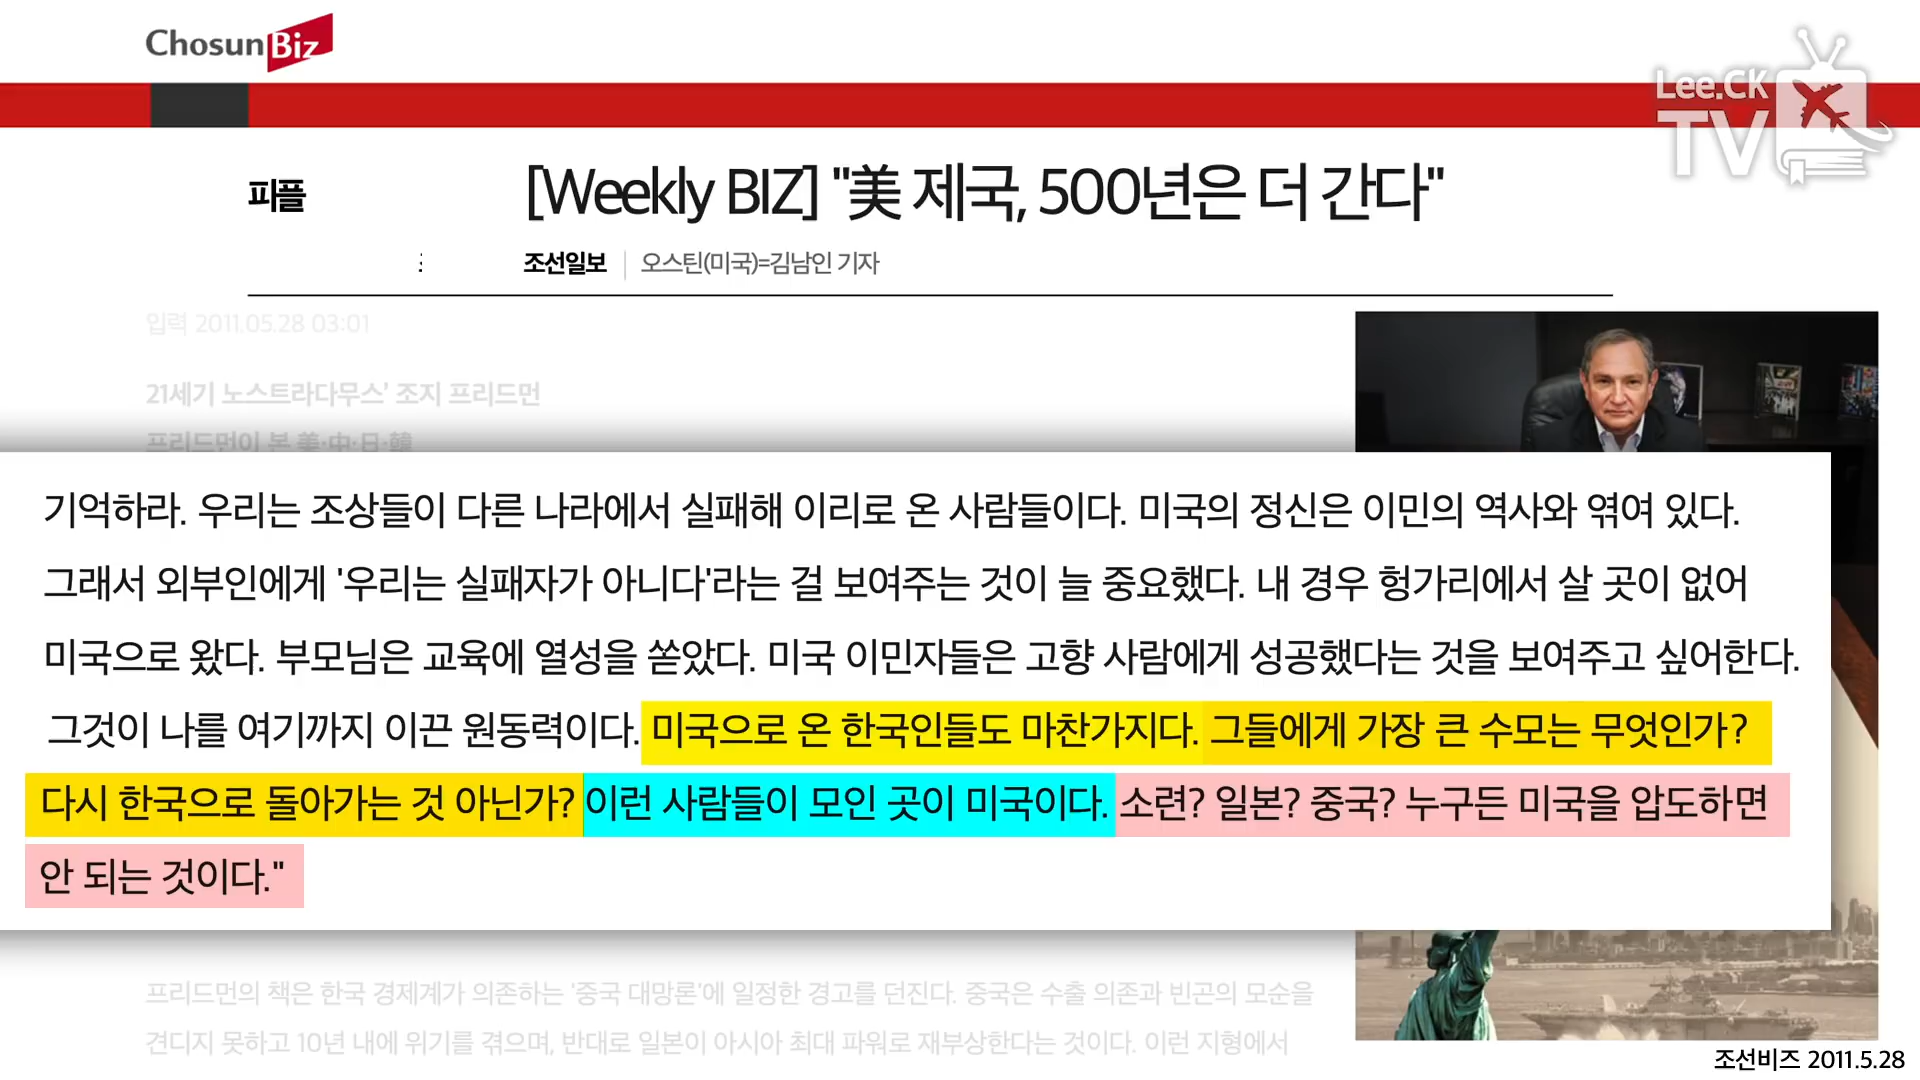 ChosunBiz
Lee.CK
TV
피플
[Weekly BIZ] "美 제국, 500년은 더 간다"
조선일보 오스틴(미국)=김남인 기자
입력 2011.05.28 03:01
21세기 노스트라다무스’ 조지 프리드먼
프리드먼이 본 美·中·日·韓
기억하라. 우리는 조상들이 다른 나라에서 실패해 이리로 온 사람들이다. 미국의 정신은 이민의 역사와 엮여 있다.
그래서 외부인에게 '우리는 실패자가 아니다'라는 걸 보여주는 것이 늘 중요했다. 내 경우 헝가리에서 살 곳이 없어
미국으로 왔다. 부모님은 교육에 열성을 쏟았다. 미국 이민자들은 고향 사람에게 성공했다는 것을 보여주고 싶어한다.
그것이 나를 여기까지 이끈 원동력이다. 미국으로 온 한국인들도 마찬가지다. 그들에게 가장 큰 수모는 무엇인가?
다시 한국으로 돌아가는 것 아닌가? 이런 사람들이 모인 곳이 미국이다. 소련? 일본? 중국? 누구든 미국을 압도하면
안 되는 것이다."
프리드먼의 책은 한국 경제계가 의존하는 '중국 대망론'에 일정한 경고를 던진다. 중국은 수출 의존과 빈곤의 모순을
견디지 못하고 10년 내에 위기를 겪으며, 반대로 일본이 아시아 최대 파워로 재부상한다는 것이다. 이런 지형에서
조선비즈 2011.5.28